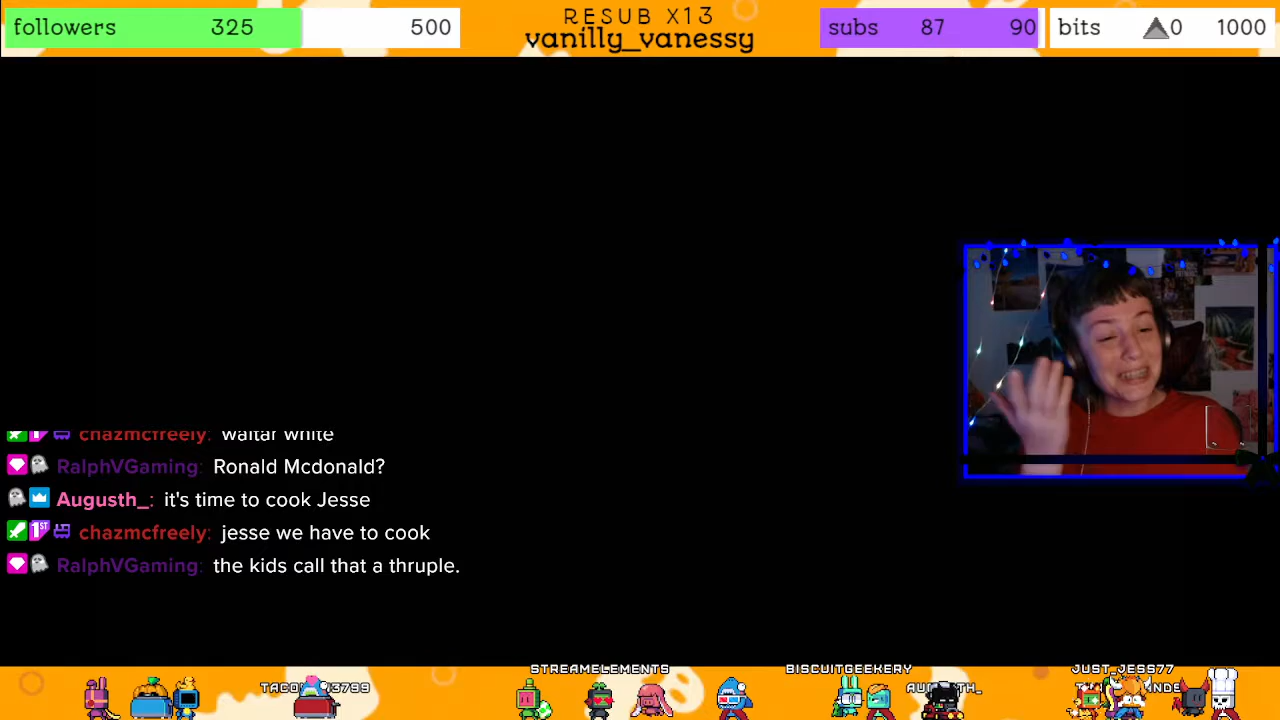 followers 325 500
RESUB X13
vanilly_vanessy
subs 87 90
bits 0 1000
chazmcfreely: waltar white
RalphVGaming: Ronald Mcdonald?
Augusth_: it's time to cook Jesse
1ST chazmcfreely: jesse we have to cook
RalphVGaming: the kids call that a thruple.
STREAMELEMENTS
BISCUITGEEKERY
JUST_JESS77